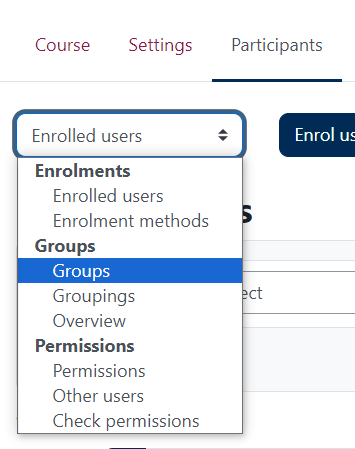 Course Settings Participants
Enrolled users
Enrol us
Enrolments
Enrolled users
Enrolment methods
Groups
Groups
Groupings
Overview
Permissions
Permissions
Other users
Check permissions